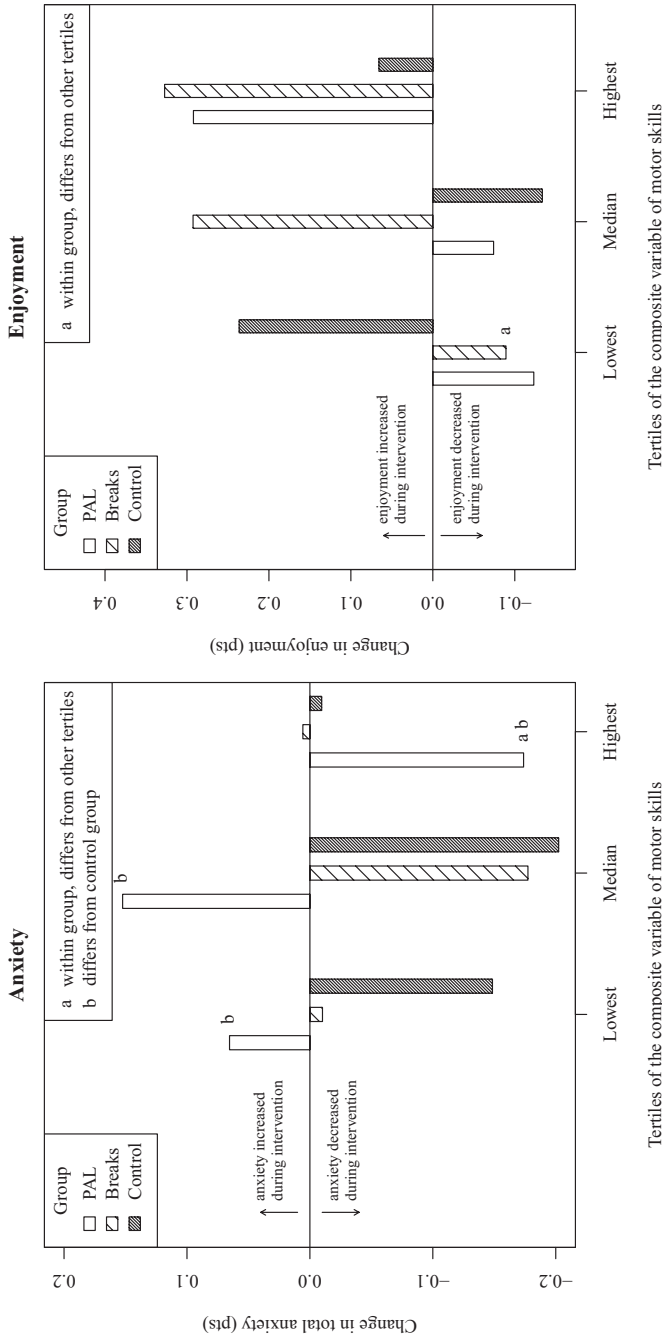 Anxiety
Group
PAL
Breaks
Control
a within group, differs from other tertiles
b differs from control group
Change in total anxiety (pts)
0.2
0.1
0.0
−0.1
−0.2
anxiety increased
during intervention
anxiety decreased
during intervention
b
b
a b
Lowest
Median
Highest
Tertiles of the composite variable of motor skills
Enjoyment
Group
PAL
Breaks
Control
a within group, differs from other tertiles
Change in enjoyment (pts)
0.4
0.3
0.2
0.1
0.0
−0.1
enjoyment increased
during intervention
enjoyment decreased
during intervention
a
Lowest
Median
Highest
Tertiles of the composite variable of motor skills